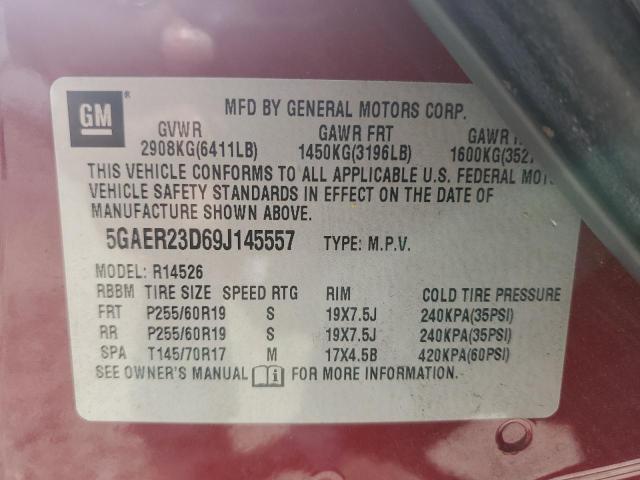 GM ® MFD BY GENERAL MOTORS CORP.
GVWR GAWR FRT GAWR
2908KG(6411LB) 1450KG(3196LB) 1600KG(352
THIS VEHICLE CONFORMS TO ALL APPLICABLE U.S. FEDERAL MOT
VEHICLE SAFETY STANDARDS IN EFFECT ON THE DATE OF
MANUFACTURE SHOWN ABOVE.
5GAER23D69J145557 TYPE: M.P.V.
MODEL: R14526
RBBM TIRE SIZE SPEED RTG RIM COLD TIRE PRESSURE
FRT P255/60R19 S 19X7.5J 240KPA(35PSI)
RR P255/60R19 S 19X7.5J 240KPA(35PSI)
SPA T145/70R17 M 17X4.5B 420KPA(60PSI)
SEE OWNER'S MANUAL FOR MORE INFORMATION.